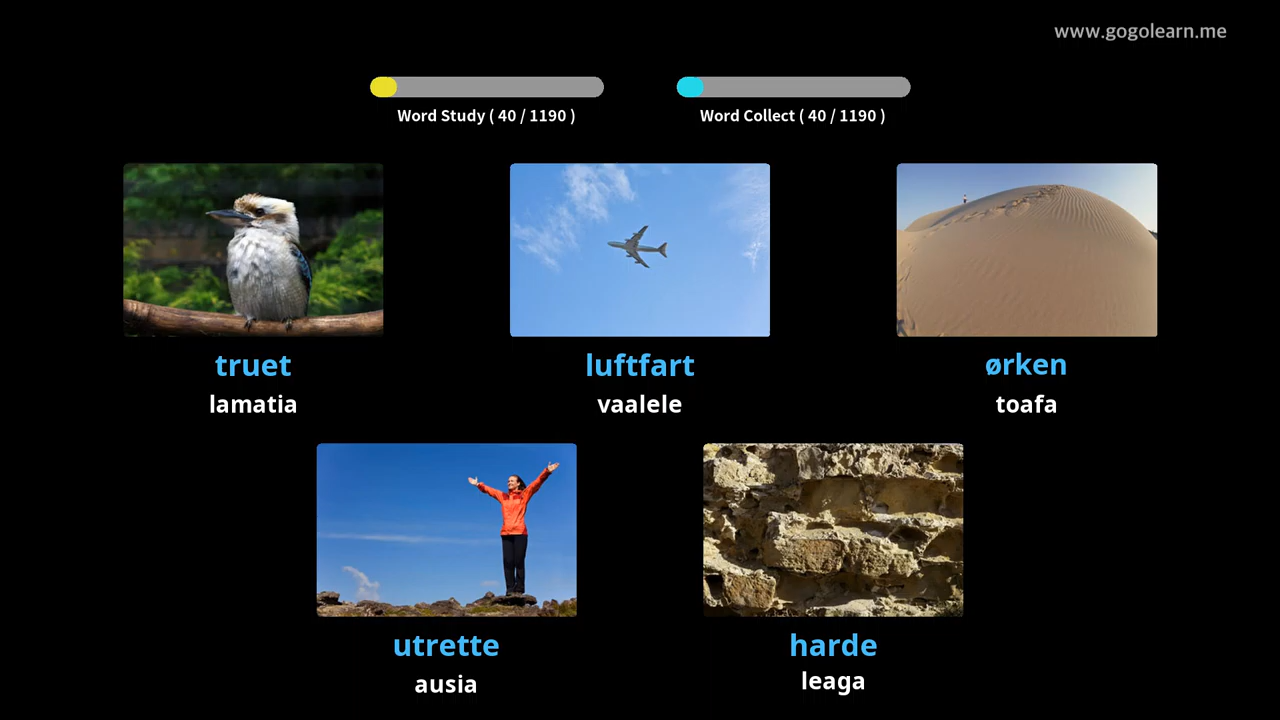 www.gogolearn.me
Word Study ( 40 / 1190 )
Word Collect ( 40 / 1190 )
truet
lamatia
luftfart
vaalele
ørken
toafa
utrette
ausia
harde
leaga